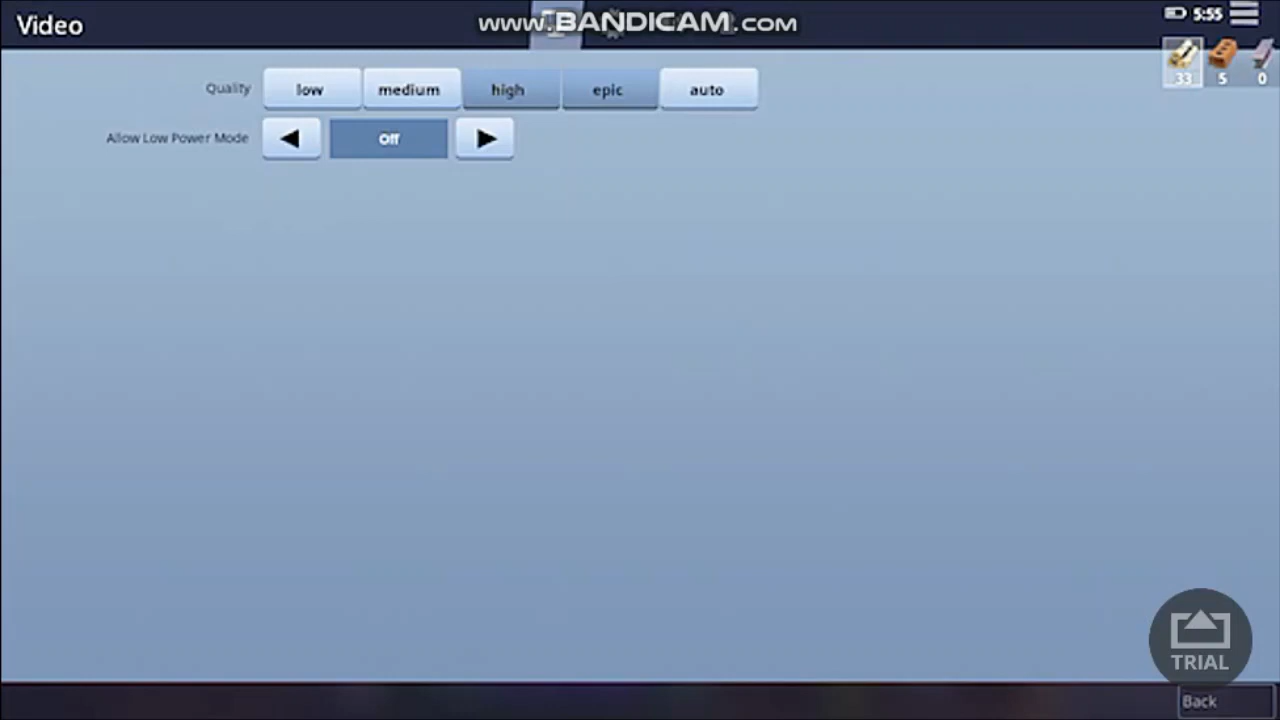 Video
www.BANDICAM.COM
5:55
33 5 0
Quality low medium high epic auto
Allow Low Power Mode Off
TRIAL
Back